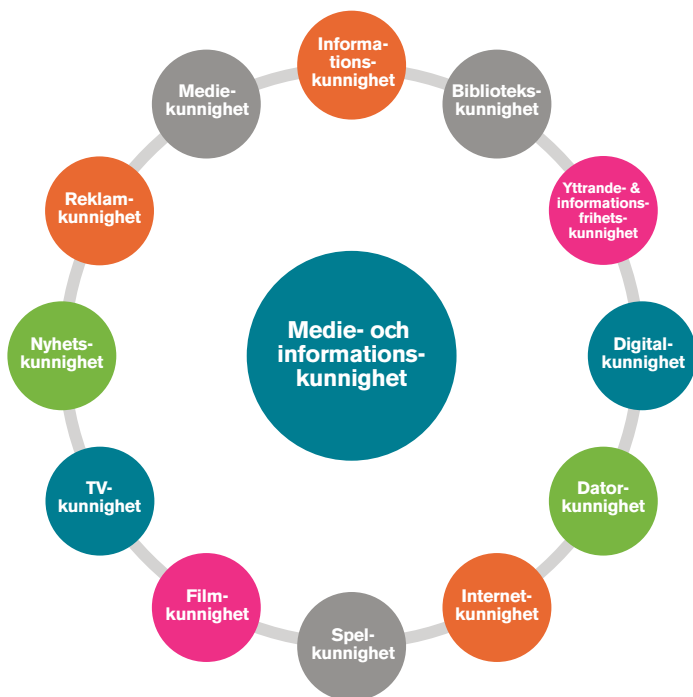 Informa-
tions-
kunnighet
Biblioteks-
kunnighet
Yttrande- &
informations-
frihets-
kunnighet
Digital-
kunnighet
Dator-
kunnighet
Internet-
kunnighet
Spel-
kunnighet
Film-
kunnighet
TV-
kunnighet
Nyhets-
kunnighet
Reklam-
kunnighet
Medie-
kunnighet
Medie- och
informations-
kunnighet